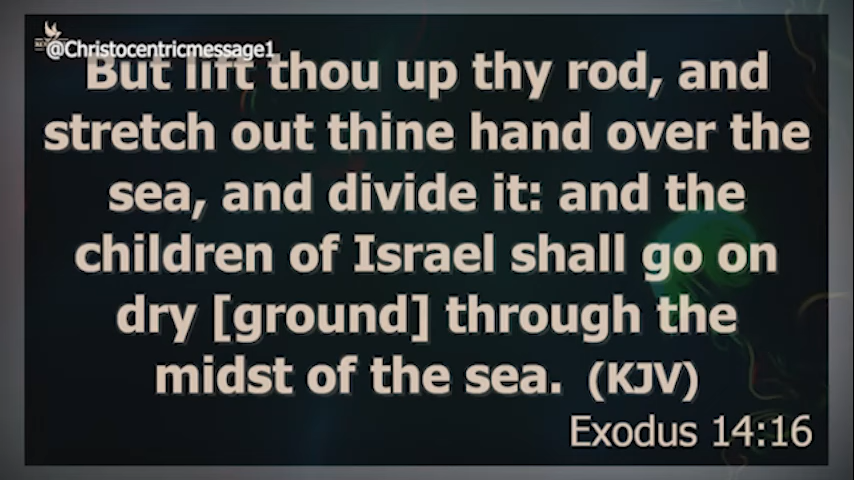 @Christocentricmessage1
But lift thou up thy rod, and
stretch out thine hand over the
sea, and divide it: and the
children of Israel shall go on
dry [ground] through the
midst of the sea. (KJV)
Exodus 14:16